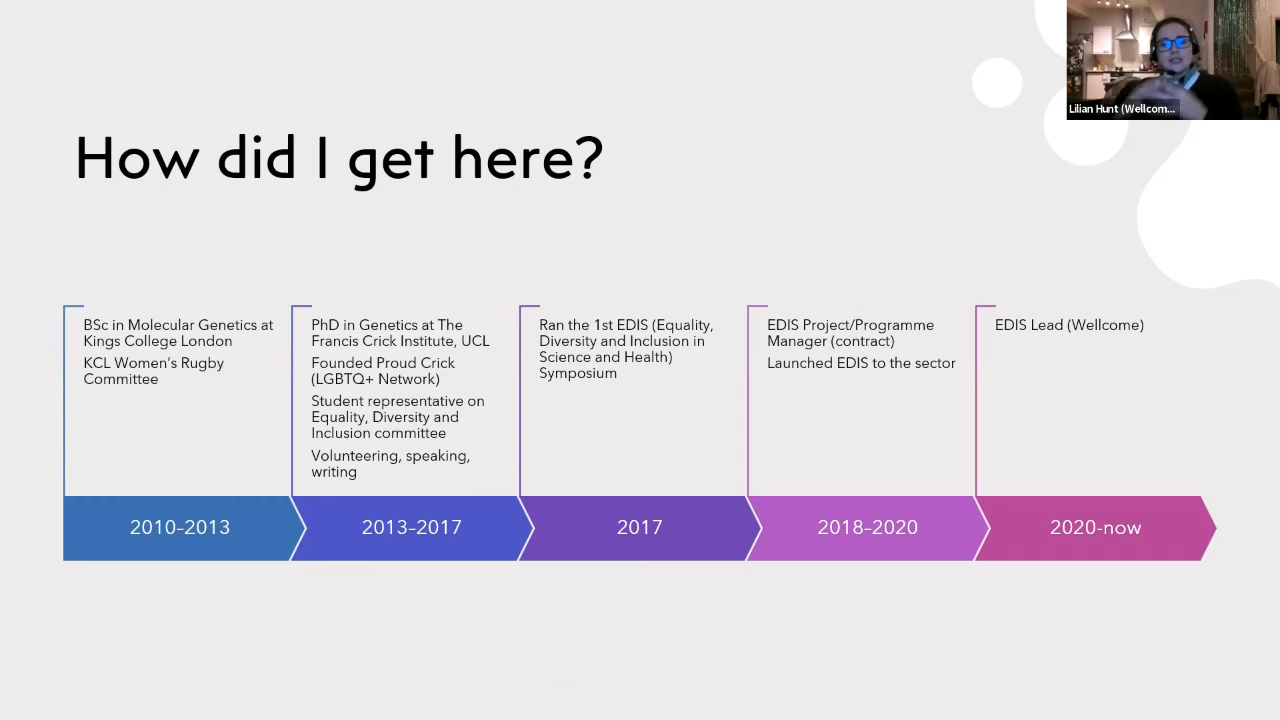 Lilian Hunt (Wellcom...
How did I get here?
BSc in Molecular Genetics at
Kings College London
KCL Women's Rugby
Committee
PhD in Genetics at The
Francis Crick Institute, UCL
Founded Proud Crick
(LGBTQ+ Network)
Student representative on
Equality, Diversity and
Inclusion committee
Volunteering, speaking,
writing
Ran the 1st EDIS (Equality,
Diversity and Inclusion in
Science and Health)
Symposium
EDIS Project/Programme
Manager (contract)
Launched EDIS to the sector
EDIS Lead (Wellcome)
2010–2013
2013–2017
2017
2018–2020
2020-now